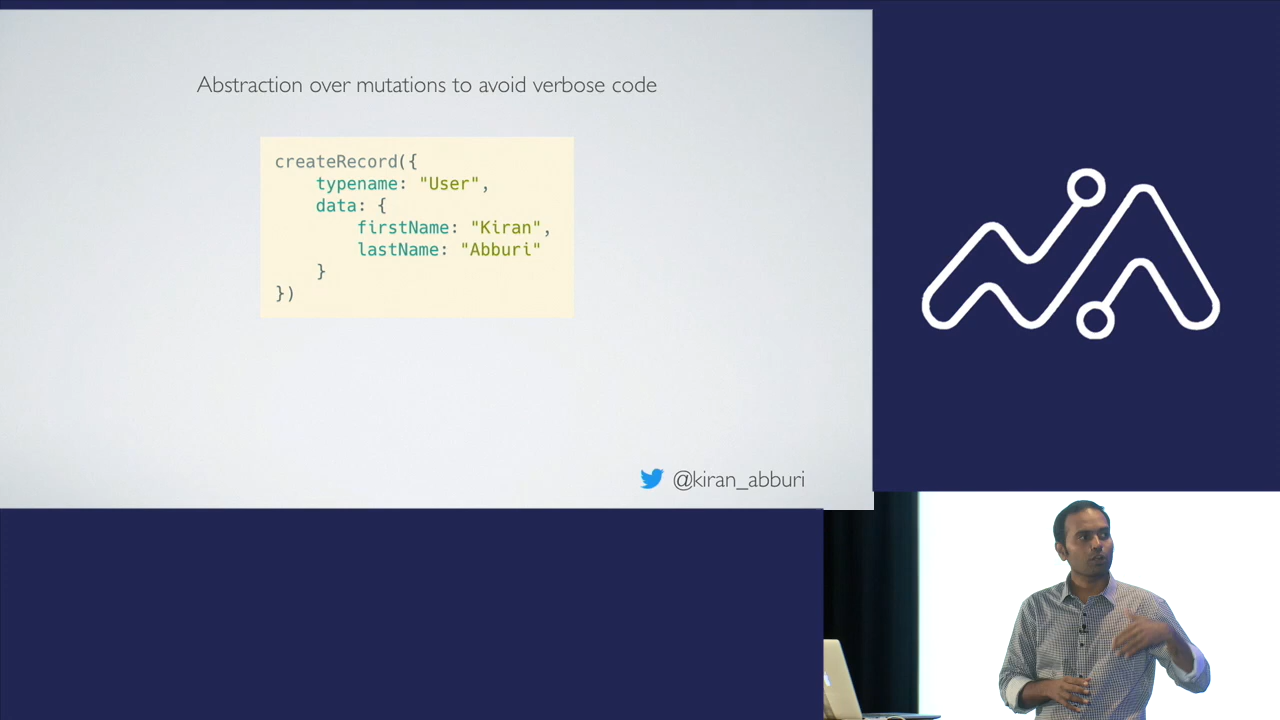 Abstraction over mutations to avoid verbose code
createRecord({
typename: "User",
data: {
firstName: "Kiran",
lastName: "Abburi"
}
})
@kiran_abburi